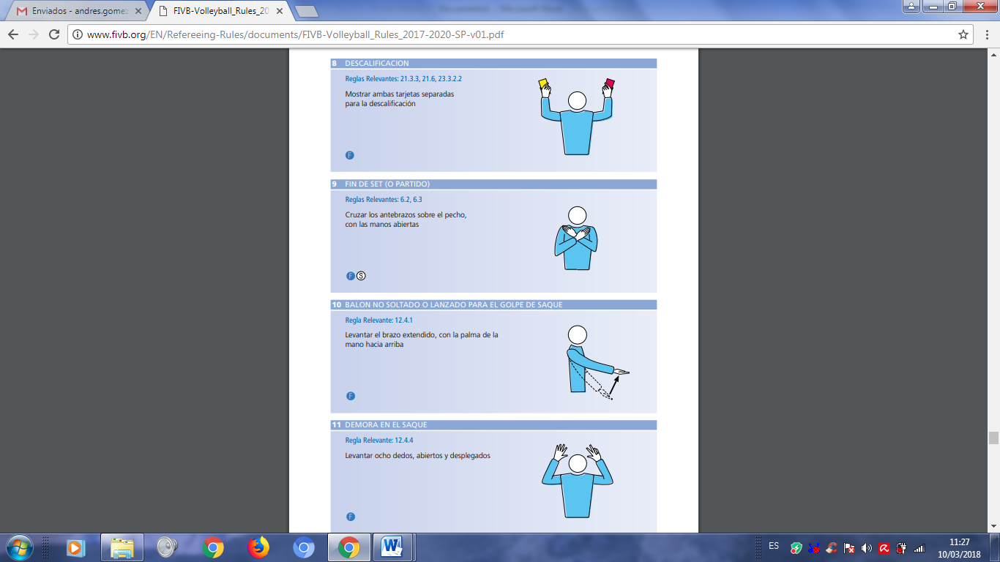 Enviados - andres.gomez
FIVB-Volleyball_Rules_20
www.fivb.org/EN/Refereeing-Rules/documents/FIVB-Volleyball_Rules_2017-2020-SP-v01.pdf
8 DESCALIFICACION
Reglas Relevantes: 21.3.3, 21.6, 23.3.2.2
Mostrar ambas tarjetas separadas
para la descalificación
F
9 FIN DE SET (O PARTIDO)
Reglas Relevantes: 6.2, 6.3
Cruzar los antebrazos sobre el pecho,
con las manos abiertas
F S
10 BALON NO SOLTADO O LANZADO PARA EL GOLPE DE SAQUE
Regla Relevante: 12.4.1
Levantar el brazo extendido, con la palma de la
mano hacia arriba
F
11 DEMORA EN EL SAQUE
Regla Relevante: 12.4.4
Levantar ocho dedos, abiertos y desplegados
F
ES
11:27
10/03/2018